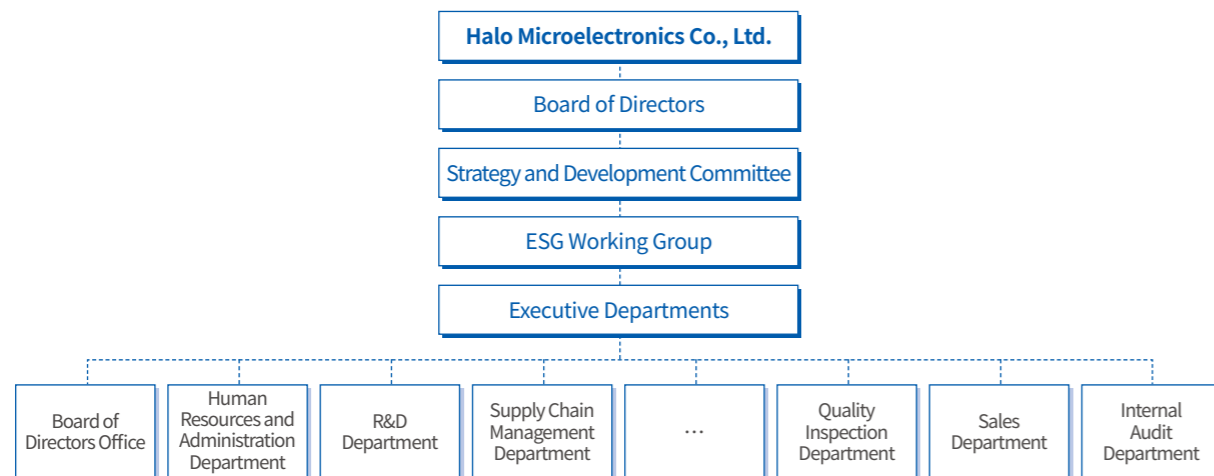 Halo Microelectronics Co., Ltd.
Board of Directors
Strategy and Development Committee
ESG Working Group
Executive Departments
Board of
Directors Office
Human
Resources and
Administration
Department
R&D
Department
Supply Chain
Management
Department
...
Quality
Inspection
Department
Sales
Department
Internal
Audit
Department